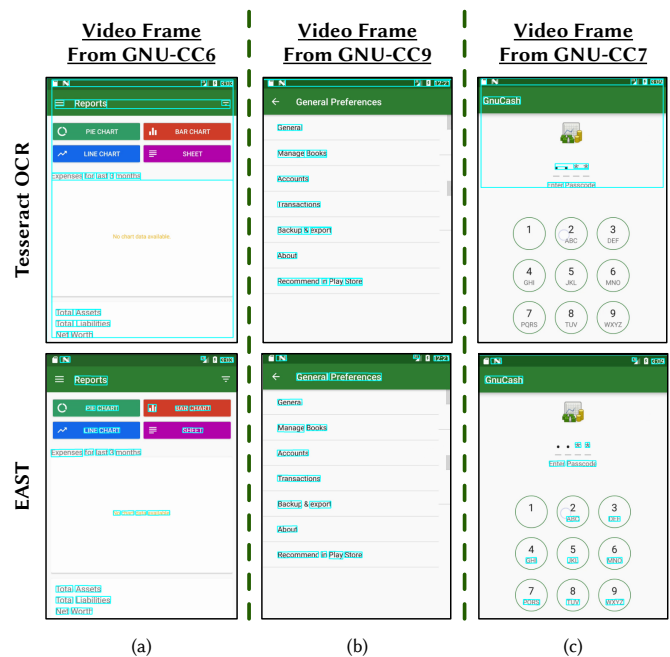 Video Frame
From GNU-CC6
Video Frame
From GNU-CC9
Video Frame
From GNU-CC7
Tesseract OCR
Reports
PIE CHART
BAR CHART
LINE CHART
SHEET
Expenses for last 3 months
No chart data available.
Total Assets
Total Liabilities
Net Worth
12:23
General Preferences
General
Manage Books
Accounts
Transactions
Backup & export
About
Recommend in Play Store
GnuCash
Enter Passcode
1
2
ABC
3
DEF
4
GHI
5
JKL
6
MNO
7
PQRS
8
TUV
9
WXYZ
EAST
Reports
PIE CHART
BAR CHART
LINE CHART
SHEET
Expenses for last 3 months
Total Assets
Total Liabilities
Net Worth
12:23
General Preferences
General
Manage Books
Accounts
Transactions
Backup & export
About
Recommend in Play Store
GnuCash
Enter Passcode
1
2
ABC
3
DEF
4
GHI
5
JKL
6
MNO
7
PQRS
8
TUV
9
WXYZ
(a)
(b)
(c)